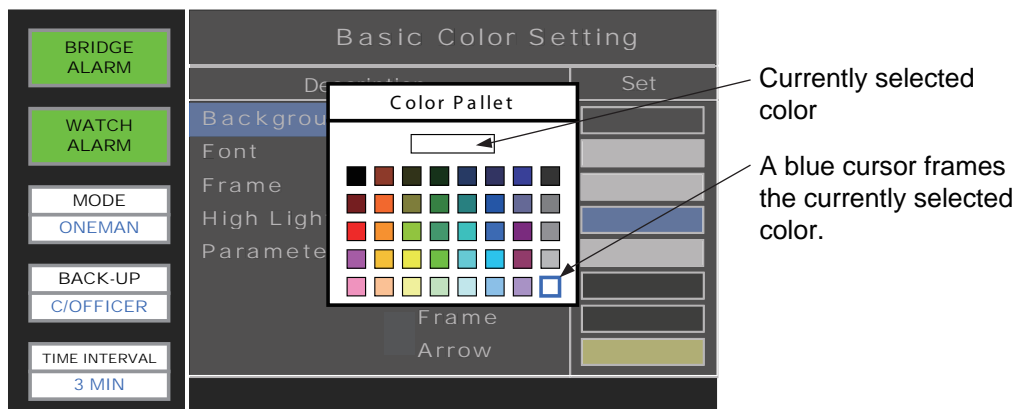 BRIDGE
ALARM
WATCH
ALARM
MODE
ONEMAN
BACK-UP
C/OFFICER
TIME INTERVAL
3 MIN
Basic Color Setting
Set
Color Pallet
Font
Frame
Frame
Arrow
Currently selected
color
A blue cursor frames
the currently selected
color.